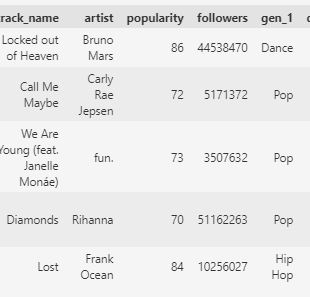 track_name artist popularity followers gen_1
Locked out of Heaven Bruno Mars 86 44538470 Dance
Call Me Maybe Carly Rae Jepsen 72 5171372 Pop
We Are Young (feat. Janelle Monáe) fun. 73 3507632 Pop
Diamonds Rihanna 70 51162263 Pop
Lost Frank Ocean 84 10256027 Hip Hop